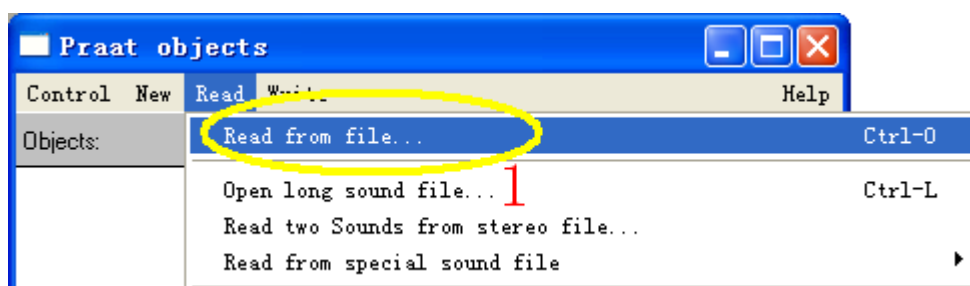 Praat objects
Control New Read Write Help
Objects:
Read from file... Ctrl-O
Open long sound file... 1 Ctrl-L
Read two Sounds from stereo file...
Read from special sound file